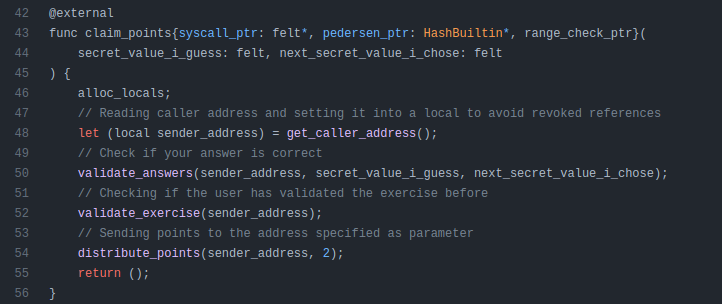 42 @external
43 func claim_points{syscall_ptr: felt*, pedersen_ptr: HashBuiltin*, range_check_ptr}(
44     secret_value_i_guess: felt, next_secret_value_i_chose: felt
45 ) {
46     alloc_locals;
47     // Reading caller address and setting it into a local to avoid revoked references
48     let (local sender_address) = get_caller_address();
49     // Check if your answer is correct
50     validate_answers(sender_address, secret_value_i_guess, next_secret_value_i_chose);
51     // Checking if the user has validated the exercise before
52     validate_exercise(sender_address);
53     // Sending points to the address specified as parameter
54     distribute_points(sender_address, 2);
55     return ();
56 }